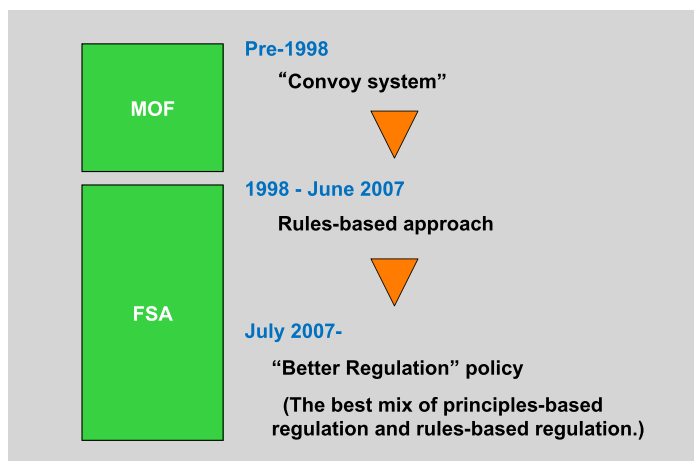 Pre-1998
“Convoy system”
MOF
1998 - June 2007
Rules-based approach
FSA
July 2007-
“Better Regulation” policy
(The best mix of principles-based
regulation and rules-based regulation.)